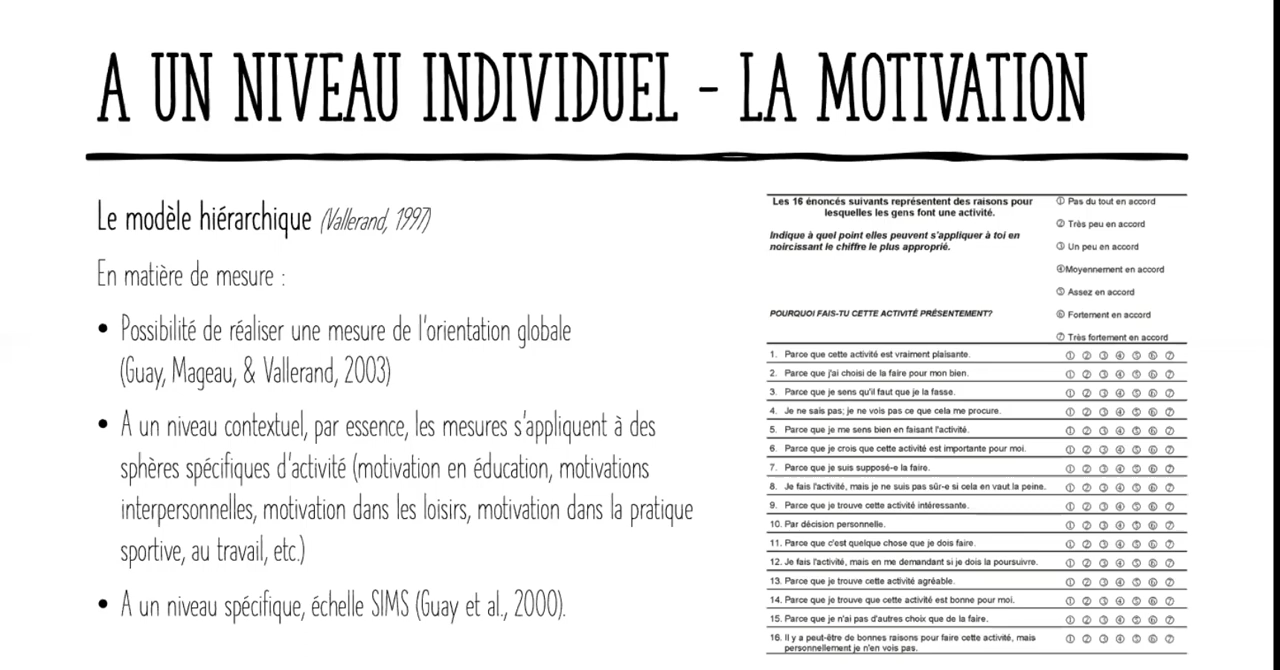 A UN NIVEAU INDIVIDUEL - LA MOTIVATION
Le modèle hiérarchique (Vallerand, 1997)
En matière de mesure :
• Possibilité de réaliser une mesure de l'orientation globale
(Guay, Mageau, & Vallerand, 2003)
• A un niveau contextuel, par essence, les mesures s'appliquent à des
sphères spécifiques d'activité (motivation en éducation, motivations
interpersonnelles, motivation dans les loisirs, motivation dans la pratique
sportive, au travail, etc.)
• A un niveau spécifique, échelle SIMS (Guay et al., 2000).
Les 16 énoncés suivants représentent des raisons pour
lesquelles les gens font une activité.
Indique à quel point elles peuvent s'appliquer à toi en
noircissant le chiffre le plus approprié.
① Pas du tout en accord
② Très peu en accord
③ Un peu en accord
④Moyennement en accord
⑤ Assez en accord
⑥ Fortement en accord
⑦ Très fortement en accord
POURQUOI FAIS-TU CETTE ACTIVITÉ PRÉSENTEMENT?
1. Parce que cette activité est vraiment plaisante. ① ② ③ ④ ⑤ ⑥ ⑦
2. Parce que j'ai choisi de la faire pour mon bien. ① ② ③ ④ ⑤ ⑥ ⑦
3. Parce que je sens qu'il faut que je la fasse. ① ② ③ ④ ⑤ ⑥ ⑦
4. Je ne sais pas; je ne vois pas ce que cela me procure. ① ② ③ ④ ⑤ ⑥ ⑦
5. Parce que je me sens bien en faisant l'activité. ① ② ③ ④ ⑤ ⑥ ⑦
6. Parce que je crois que cette activité est importante pour moi. ① ② ③ ④ ⑤ ⑥ ⑦
7. Parce que je suis supposé-e la faire. ① ② ③ ④ ⑤ ⑥ ⑦
8. Je fais l'activité, mais je ne suis pas sûr-e si cela en vaut la peine. ① ② ③ ④ ⑤ ⑥ ⑦
9. Parce que je trouve cette activité intéressante. ① ② ③ ④ ⑤ ⑥ ⑦
10. Par décision personnelle. ① ② ③ ④ ⑤ ⑥ ⑦
11. Parce que c'est quelque chose que je dois faire. ① ② ③ ④ ⑤ ⑥ ⑦
12. Je fais l'activité, mais en me demandant si je dois la poursuivre. ① ② ③ ④ ⑤ ⑥ ⑦
13. Parce que je trouve cette activité agréable. ① ② ③ ④ ⑤ ⑥ ⑦
14. Parce que je trouve que cette activité est bonne pour moi. ① ② ③ ④ ⑤ ⑥ ⑦
15. Parce que je n'ai pas d'autres choix que de la faire. ① ② ③ ④ ⑤ ⑥ ⑦
16. Il y a peut-être de bonnes raisons pour faire cette activité, mais ① ② ③ ④ ⑤ ⑥ ⑦
personnellement je n'en vois pas.